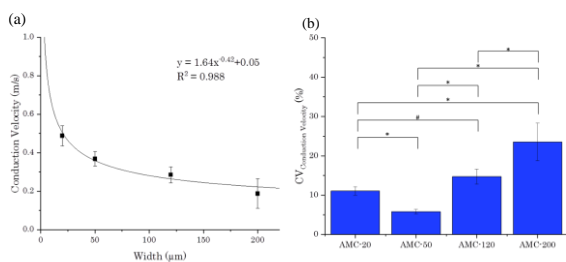 (a)
1.0
0.8
0.6
0.4
0.2
0.0
Conduction Velocity (m/s)
y = 1.64x^-0.42+0.05
R² = 0.988
0
50
100
150
200
Width (μm)
(b)
50
40
30
20
10
0
CV Conduction Velocity (%)
*
*
*
*
#
*
AMC-20
AMC-50
AMC-120
AMC-200